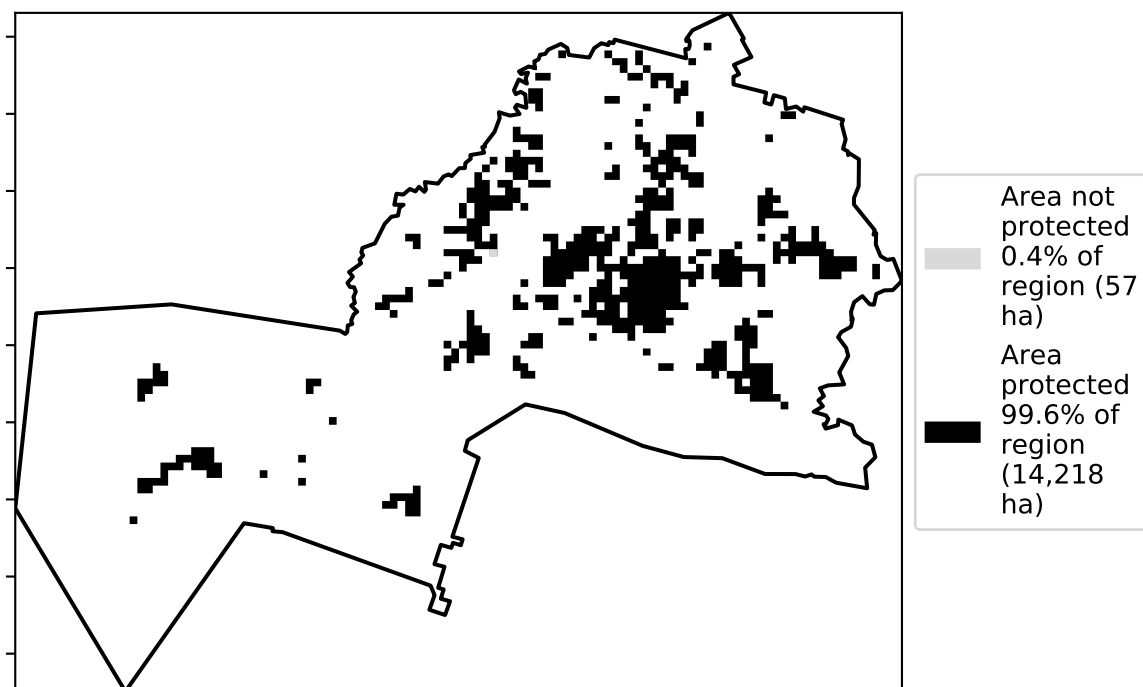 Area not
protected
0.4% of
region (57
ha)
Area
protected
99.6% of
region
(14,218
ha)